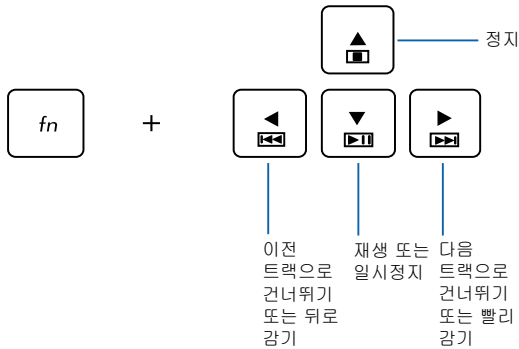 정지
fn
+
이전
트랙으로
건너뛰기
또는 뒤로
감기
재생 또는
일시정지
다음
트랙으로
건너뛰기
또는 빨리
감기